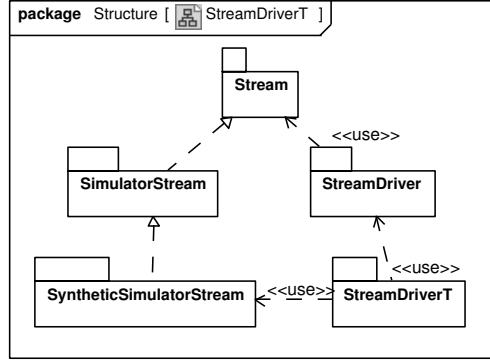 package Structure [ StreamDriverT ]
Stream
<<use>>
SimulatorStream
StreamDriver
<<use>>
SyntheticSimulatorStream
<<use>>
StreamDriverT